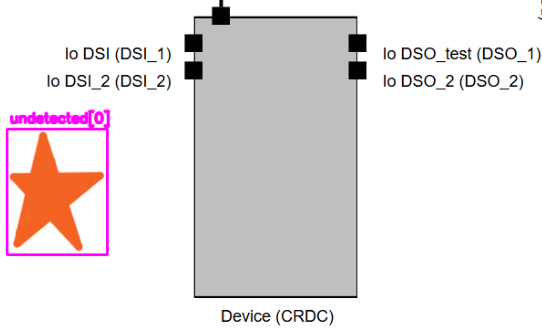 Io DSI (DSI_1)
Io DSO_test (DSO_1)
Io DSI_2 (DSI_2)
Io DSO_2 (DSO_2)
undetected[0]
Device (CRDC)